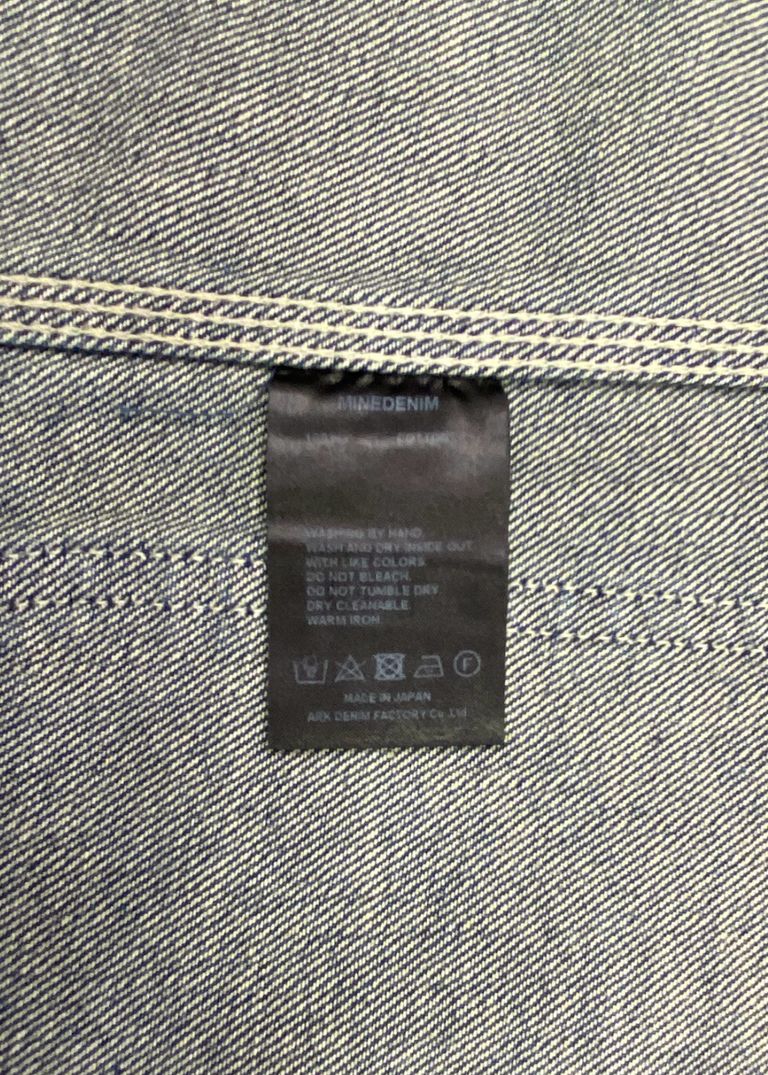 MINEDENIM
COTTON
WASHING BY HAND.
WASH AND DRY INSIDE OUT
WITH LIKE COLORS.
DO NOT BLEACH.
DO NOT TUMBLE DRY.
DRY CLEANABLE.
WARM IRON.
F
MADE IN JAPAN
ARK DENIM FACTORY Co.,Ltd